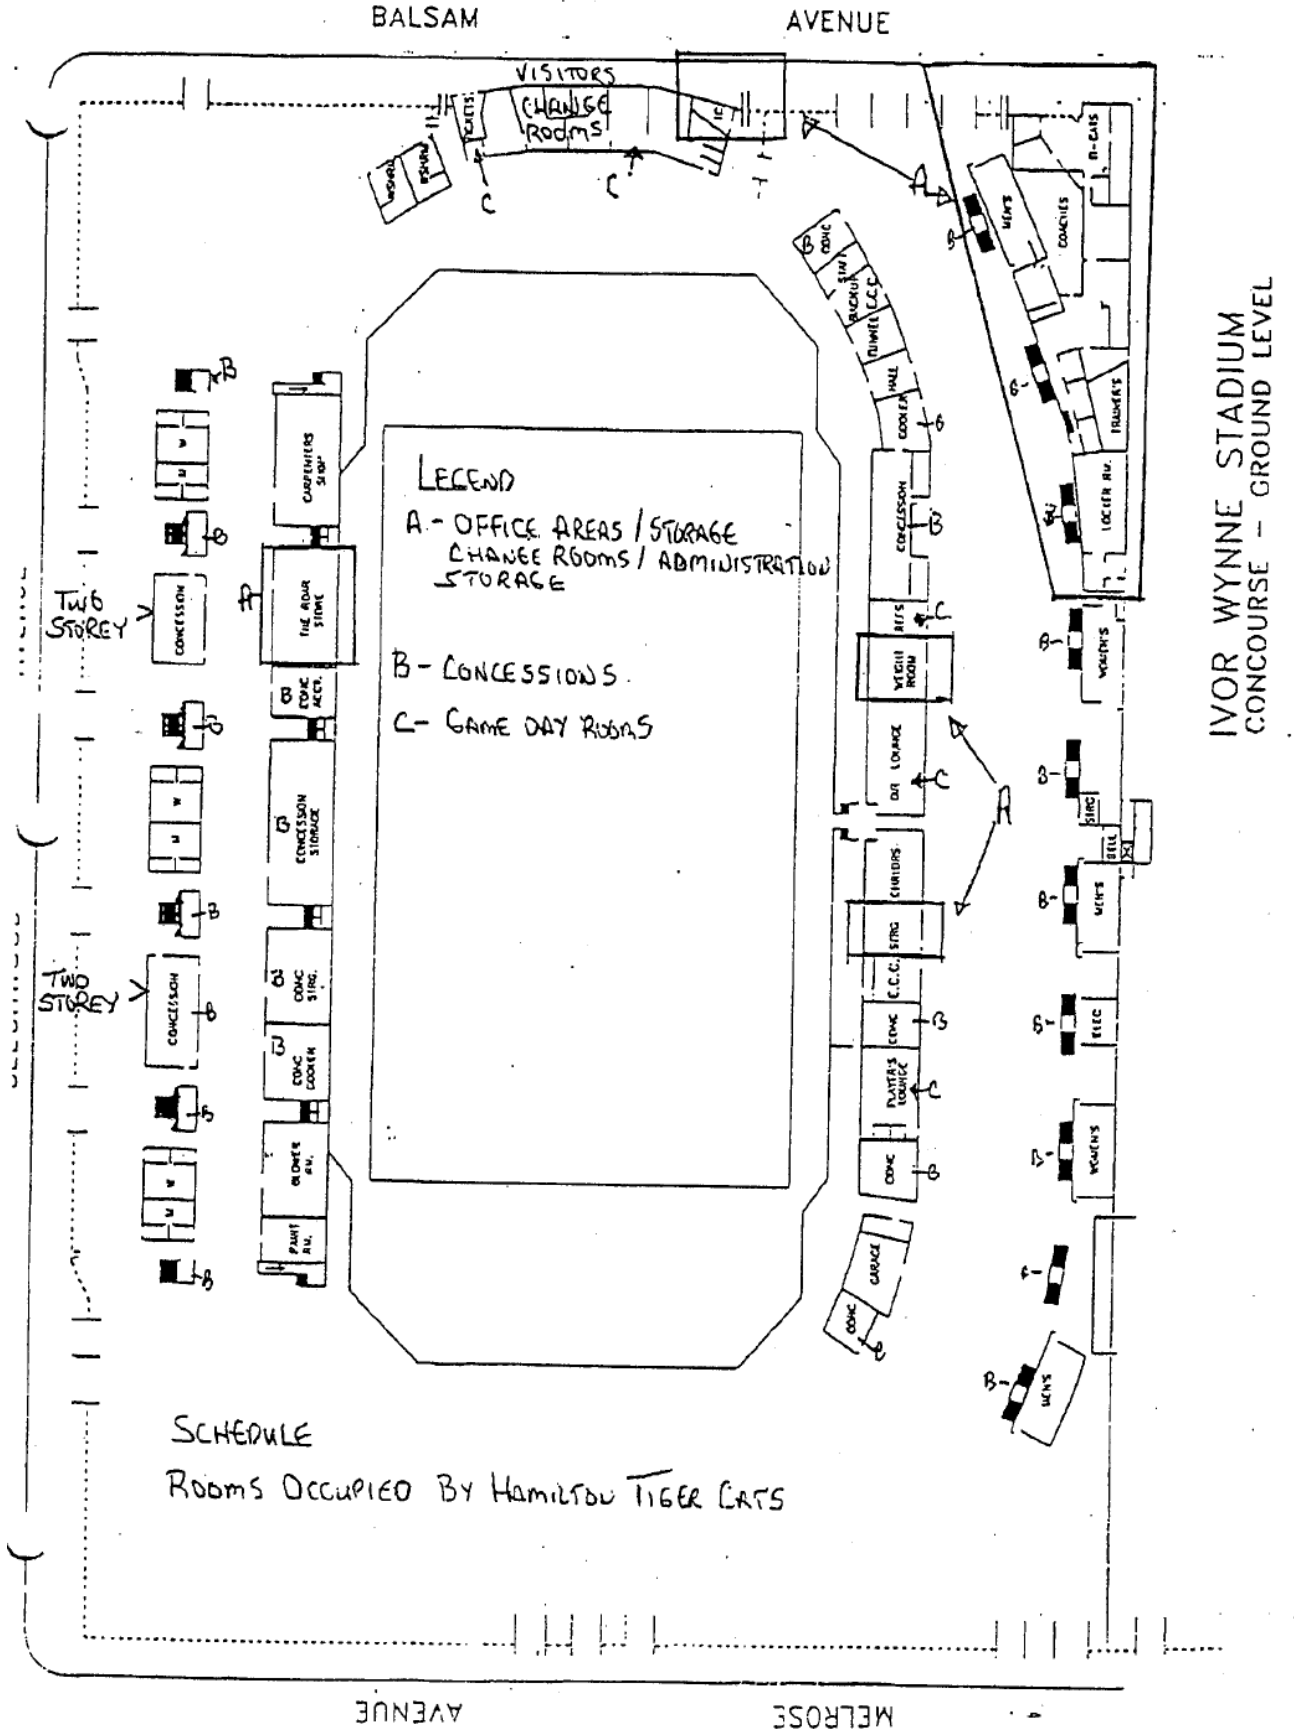 BALSAM AVENUE
VISITORS
CHANGE
ROOMS
TICKETS
C
C
A
A-CATS
MEN'S
COACHES
B
B
CONC
STAFF
BACKUP
C.C.C.
HALL
COOLER
B
TRAINER'S
LOCKER RM.
B
CARPENTERS
SHOP
W
M
B
TWO
STOREY
CONCESSION
A
THE ROAR
STORE
B
CONC
ACCT.
B
LEGEND
A - OFFICE AREAS / STORAGE
CHANGE ROOMS / ADMINISTRATION
STORAGE
B - CONCESSIONS.
C - GAME DAY ROOMS
CONCESSION
B
REFS
C
WEIGHT
ROOM
LOUNGE
C
A
B
WOMEN'S
B
STRG
BELL
IVOR WYNNE STADIUM
CONCOURSE - GROUND LEVEL
W
M
B
CONCESSION
STORAGE
B
TWO
STOREY
CONCESSION
B
B
CONC
STRG.
B
CONC
COOLER
STRG
C.C.C.
CONC
B
PLAYER'S
LOUNGE
C
CONC
B
B
MEN'S
B
ELEC
B
WOMEN'S
B
W
M
B
BLOWER
RM.
PAINT
RM.
GARAGE
CONC
B
MEN'S
SCHEDULE
ROOMS OCCUPIED BY HAMILTON TIGER CATS
AVENUE MELROSE